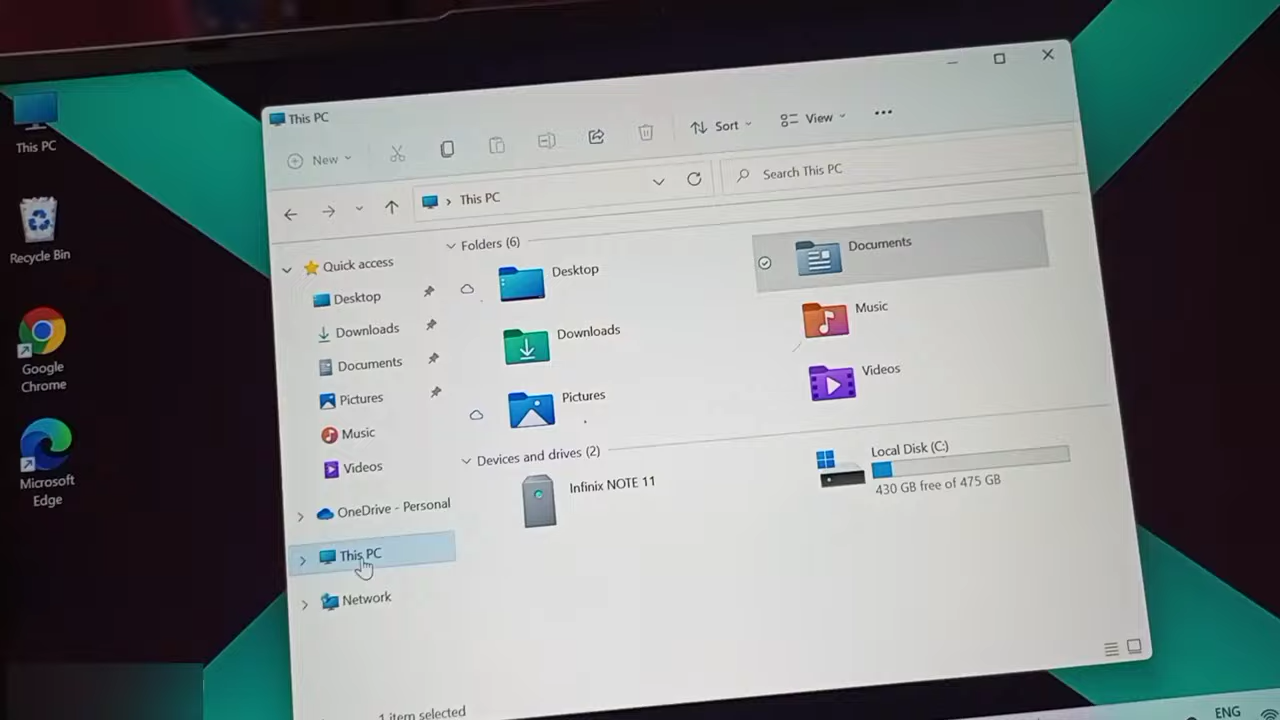 This PC
Recycle Bin
Google
Chrome
Microsoft
Edge
This PC
New
Sort
View
This PC
Search This PC
Quick access
Desktop
Downloads
Documents
Pictures
Music
Videos
OneDrive - Personal
This PC
Network
Folders (6)
Desktop
Documents
Downloads
Music
Pictures
Videos
Devices and drives (2)
Infinix NOTE 11
Local Disk (C:)
430 GB free of 475 GB
1 item selected
ENG